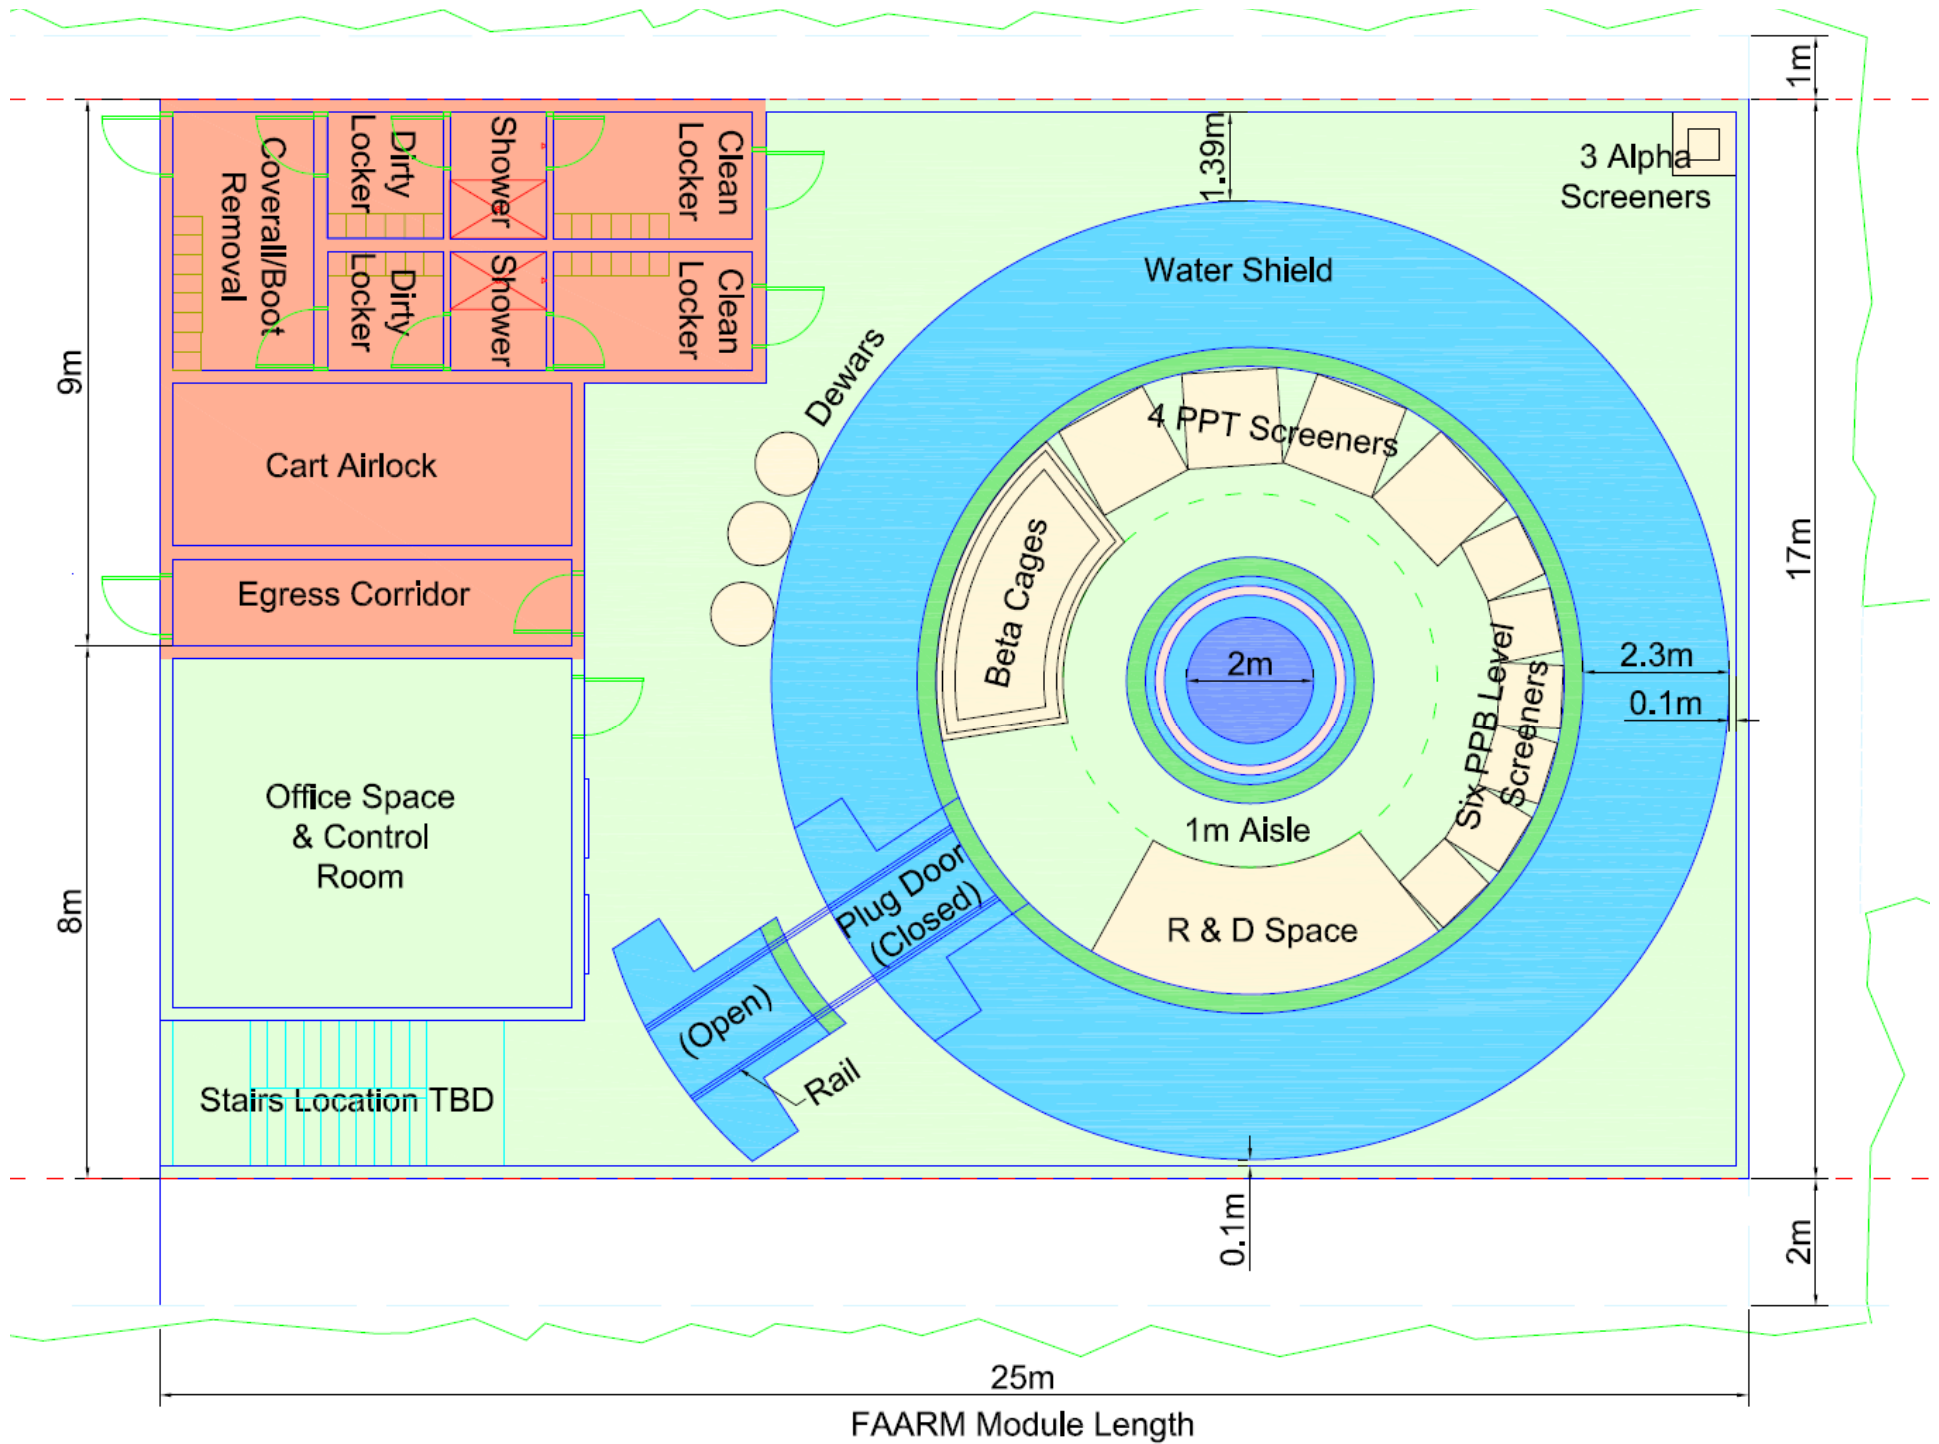 1m
Coverall/Boot
Removal
Dirty
Locker
Shower
Clean
Locker
Dirty
Locker
Shower
Clean
Locker
1.39m
3 Alpha
Screeners
Water Shield
9m
Dewars
4 PPT Screeners
Cart Airlock
17m
Egress Corridor
Beta Cages
2m
2.3m
0.1m
Six PPB Level
Screeners
Office Space
& Control
Room
1m Aisle
Plug Door
(Closed)
8m
R & D Space
(Open)
Rail
Stairs Location TBD
0.1m
2m
25m
FAARM Module Length